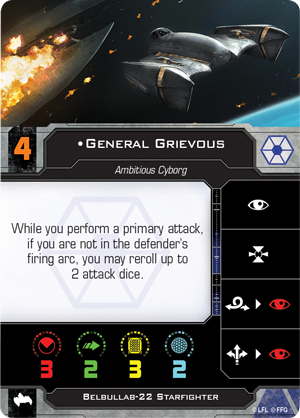 4
•General Grievous
Ambitious Cyborg
While you perform a primary attack,
if you are not in the defender's
firing arc, you may reroll up to
2 attack dice.
3 2 3 2
Belbullab-22 Starfighter
©LFL ©FFG